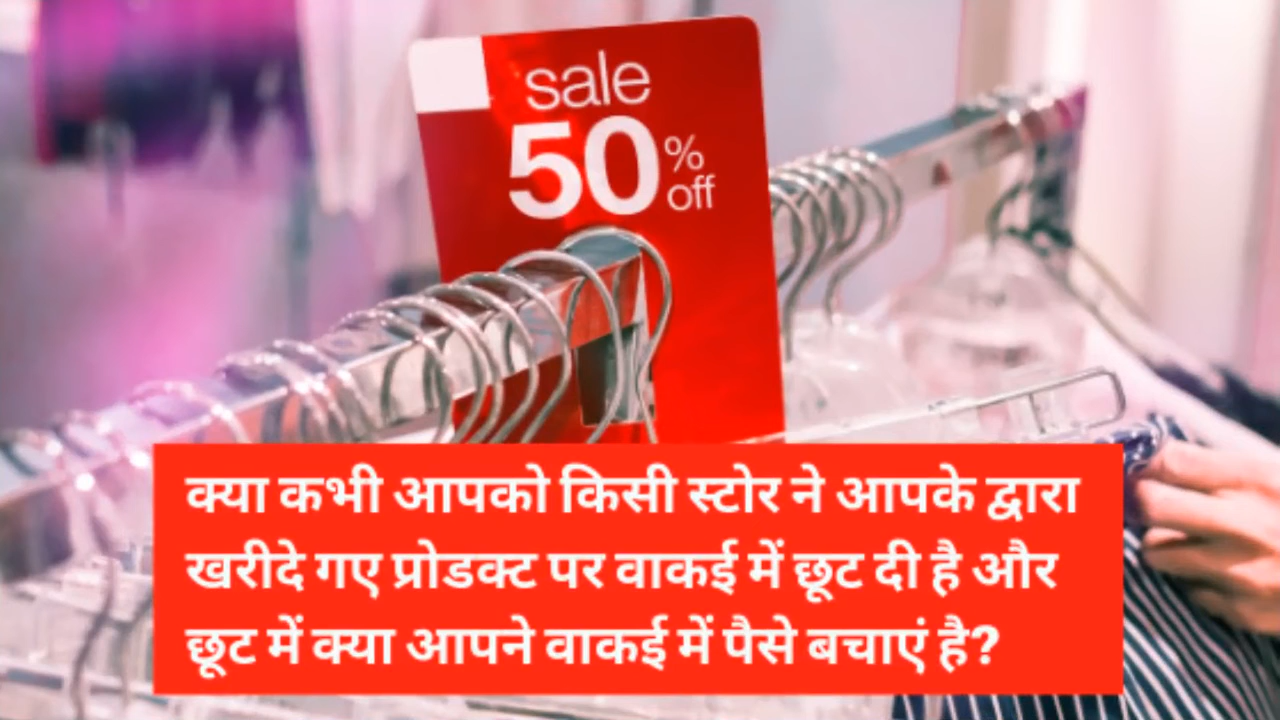 sale
50%
off
क्या कभी आपको किसी स्टोर ने आपके द्वारा
खरीदे गए प्रोडक्ट पर वाकई में छूट दी है और
छूट में क्या आपने वाकई में पैसे बचाएं है?